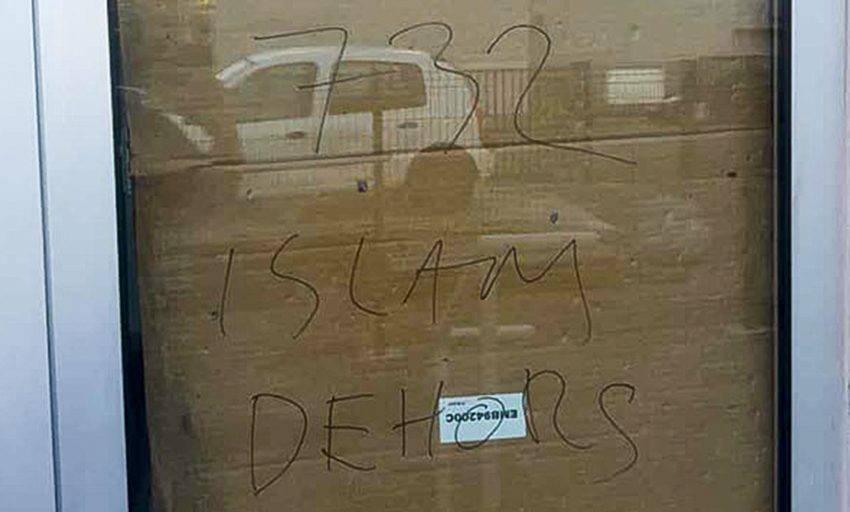 732
ISLAM
DEHORS
EMB94200C